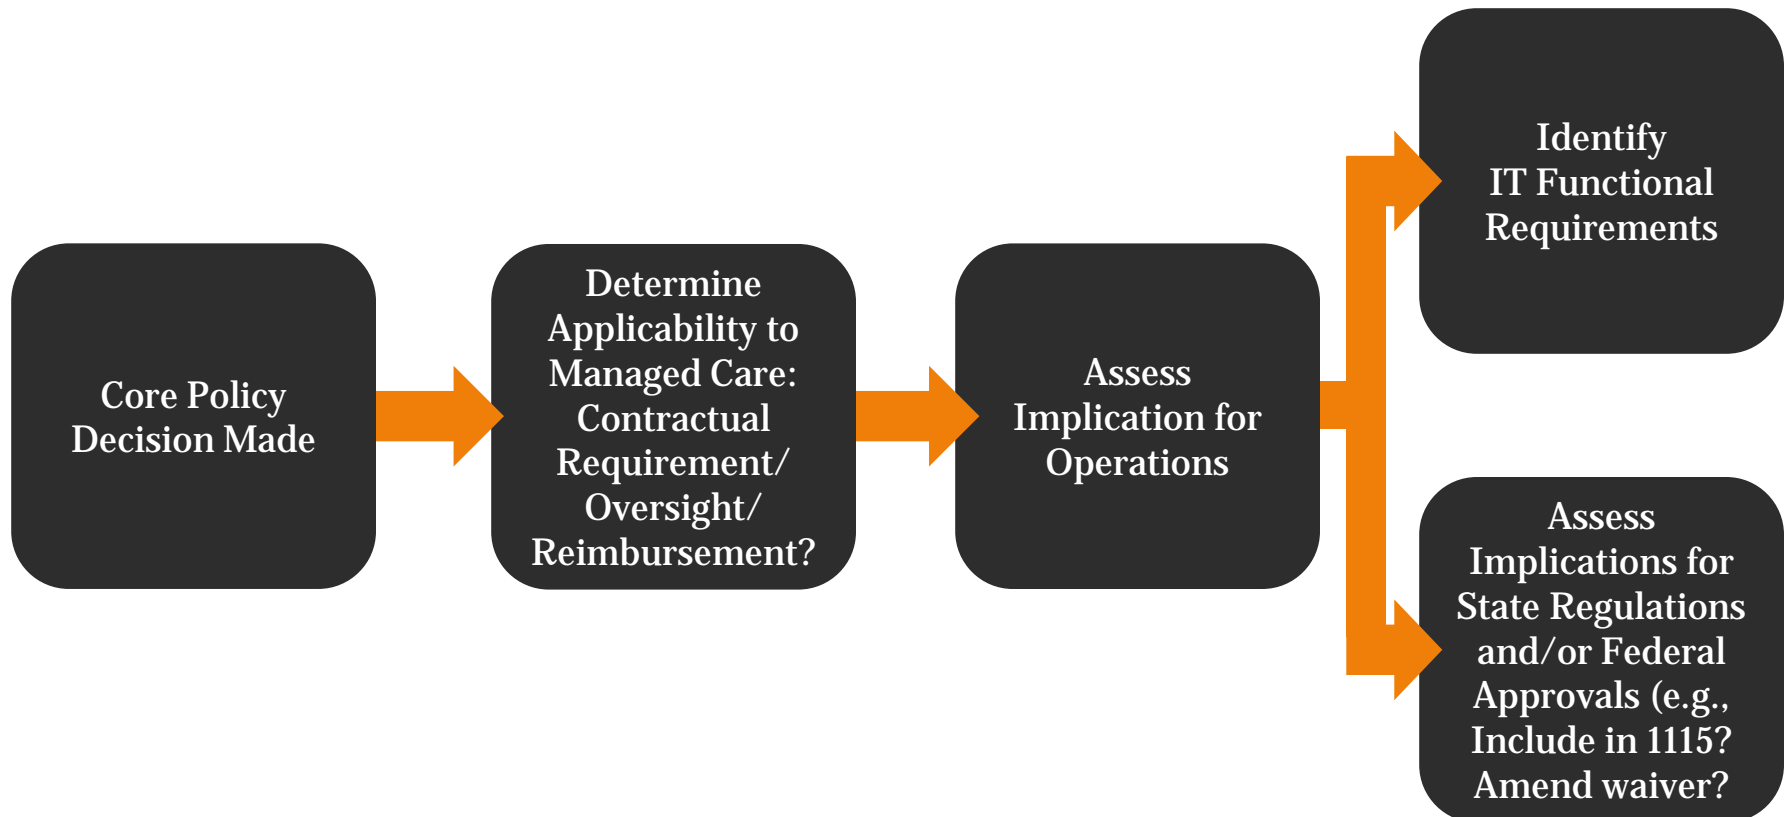 Core Policy
Decision Made
Determine
Applicability to
Managed Care:
Contractual
Requirement/
Oversight/
Reimbursement?
Assess
Implication for
Operations
Identify
IT Functional
Requirements
Assess
Implications for
State Regulations
and/or Federal
Approvals (e.g.,
Include in 1115?
Amend waiver?